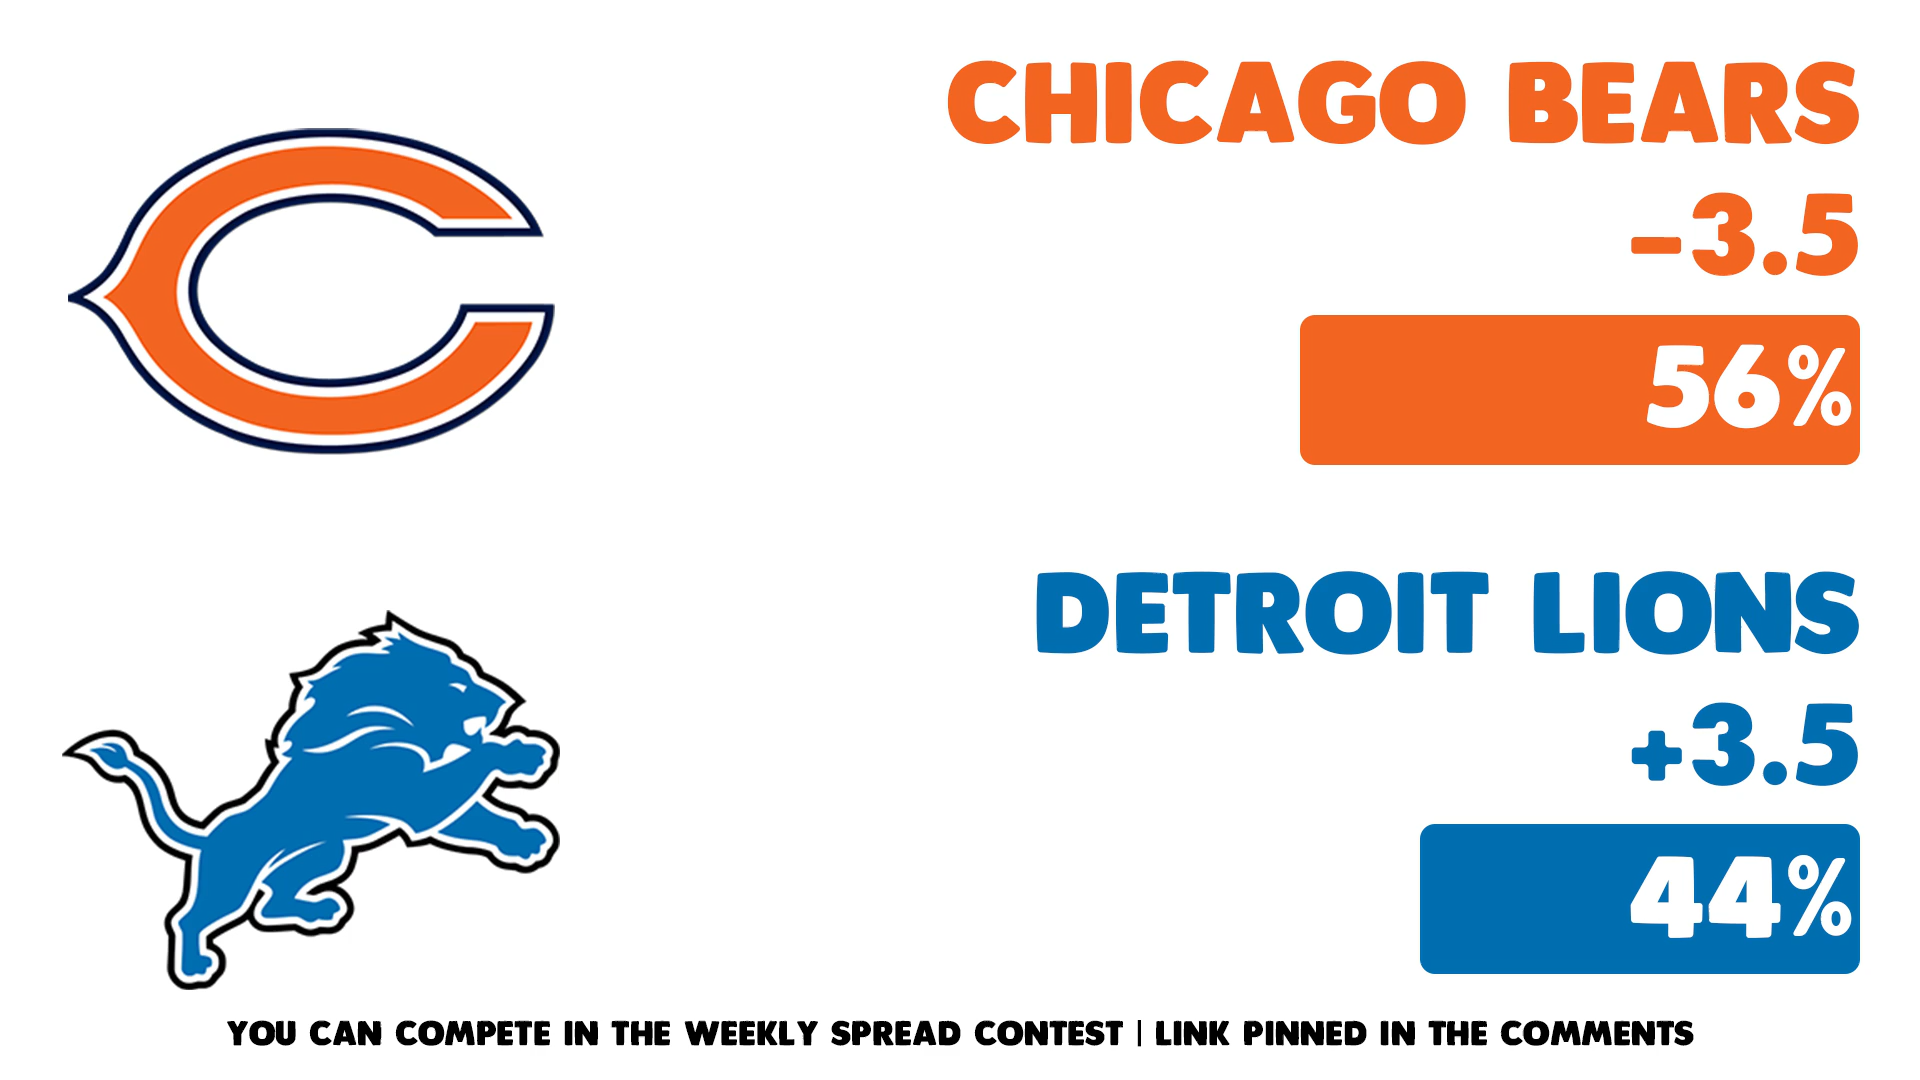 CHICAGO BEARS
-3.5
56%
DETROIT LIONS
+3.5
44%
YOU CAN COMPETE IN THE WEEKLY SPREAD CONTEST | LINK PINNED IN THE COMMENTS